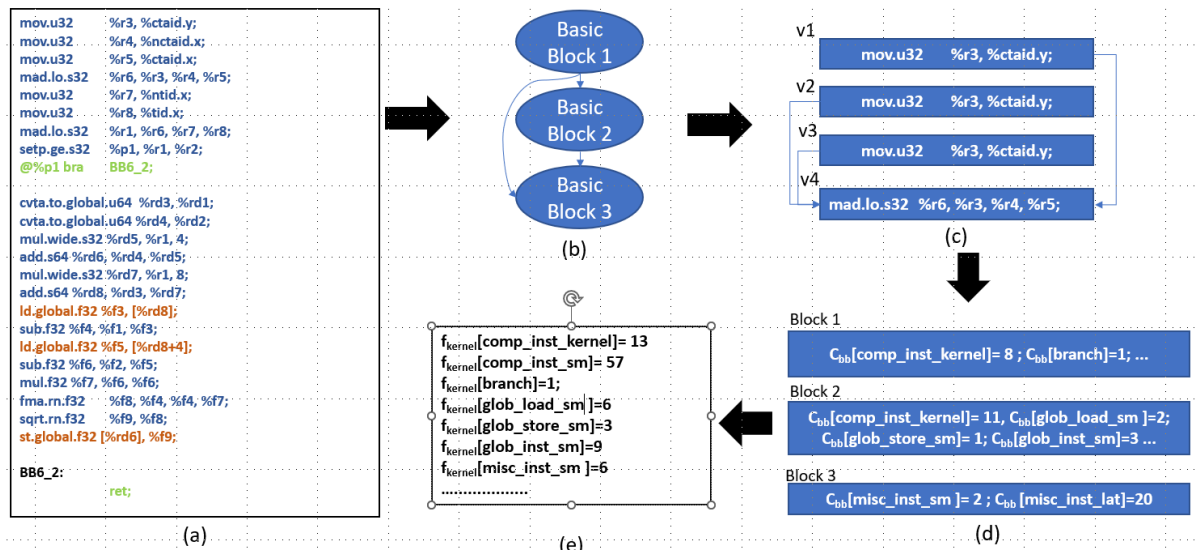 mov.u32 %r3, %ctaid.y;
mov.u32 %r4, %nctaid.x;
mov.u32 %r5, %ctaid.x;
mad.lo.s32 %r6, %r3, %r4, %r5;
mov.u32 %r7, %ntid.x;
mov.u32 %r8, %tid.x;
mad.lo.s32 %r1, %r6, %r7, %r8;
setp.ge.s32 %p1, %r1, %r2;
@%p1 bra BB6_2;
cvta.to.global.u64 %rd3, %rd1;
cvta.to.global.u64 %rd4, %rd2;
mul.wide.s32 %rd5, %r1, 4;
add.s64 %rd6, %rd4, %rd5;
mul.wide.s32 %rd7, %r1, 8;
add.s64 %rd8, %rd3, %rd7;
ld.global.f32 %f3, [%rd8];
sub.f32 %f4, %f1, %f3;
ld.global.f32 %f5, [%rd8+4];
sub.f32 %f6, %f2, %f5;
mul.f32 %f7, %f6, %f6;
fma.rn.f32 %f8, %f4, %f4, %f7;
sqrt.rn.f32 %f9, %f8;
st.global.f32 [%rd6], %f9;
BB6_2:
ret;
(a)
Basic
Block 1
Basic
Block 2
Basic
Block 3
(b)
v1
mov.u32 %r3, %ctaid.y;
v2
mov.u32 %r3, %ctaid.y;
v3
mov.u32 %r3, %ctaid.y;
v4
mad.lo.s32 %r6, %r3, %r4, %r5;
(c)
Block 1
Cbb[comp_inst_kernel]= 8 ; Cbb[branch]=1; ...
Block 2
Cbb[comp_inst_kernel]= 11, Cbb[glob_load_sm ]=2;
Cbb[glob_store_sm]= 1; Cbb[glob_inst_sm]=3 ...
Block 3
Cbb[misc_inst_sm ]= 2 ; Cbb [misc_inst_lat]=20
(d)
fkernel[comp_inst_kernel]= 13
fkernel[comp_inst_sm]= 57
fkernel[branch]=1;
fkernel[glob_load_sm ]=6
fkernel[glob_store_sm]=3
fkernel[glob_inst_sm]=9
fkernel[misc_inst_sm ]=6
...................
(e)